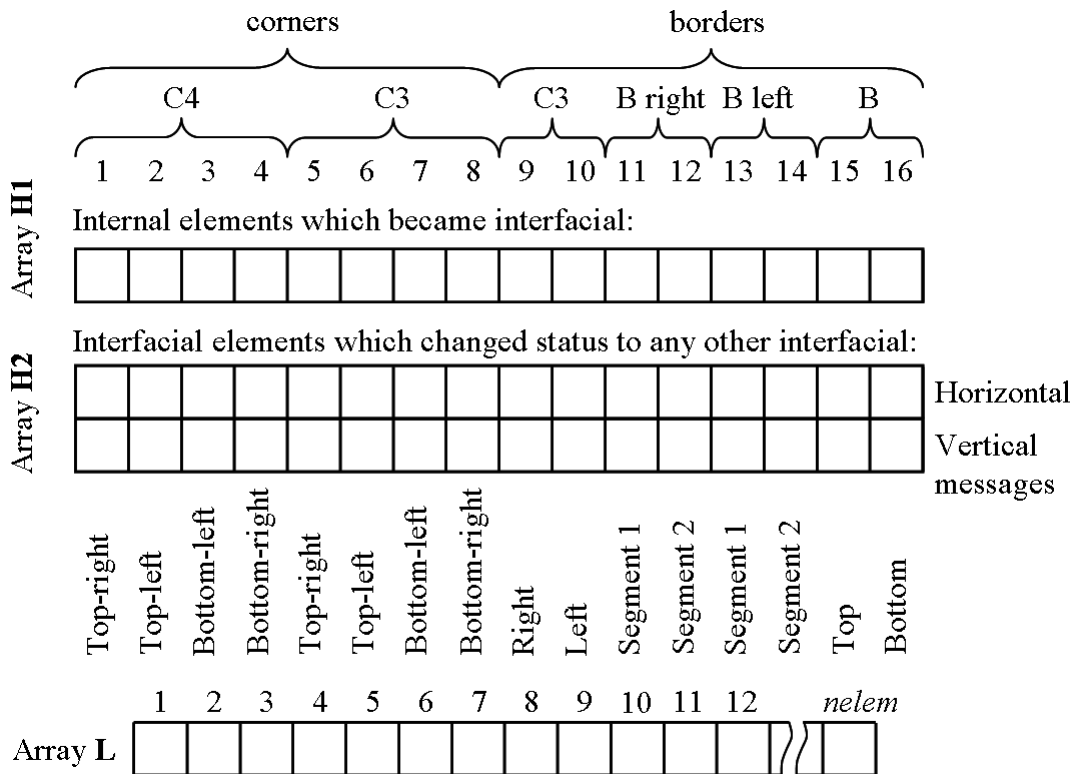 corners borders
C4 C3 C3 B right B left B
1 2 3 4 5 6 7 8 9 10 11 12 13 14 15 16
Array H1
Internal elements which became interfacial:
Array H2
Interfacial elements which changed status to any other interfacial:
Horizontal
Vertical
messages
Top-right
Top-left
Bottom-left
Bottom-right
Top-right
Top-left
Bottom-left
Bottom-right
Right
Left
Segment 1
Segment 2
Segment 1
Segment 2
Top
Bottom
1 2 3 4 5 6 7 8 9 10 11 12 nelem
Array L